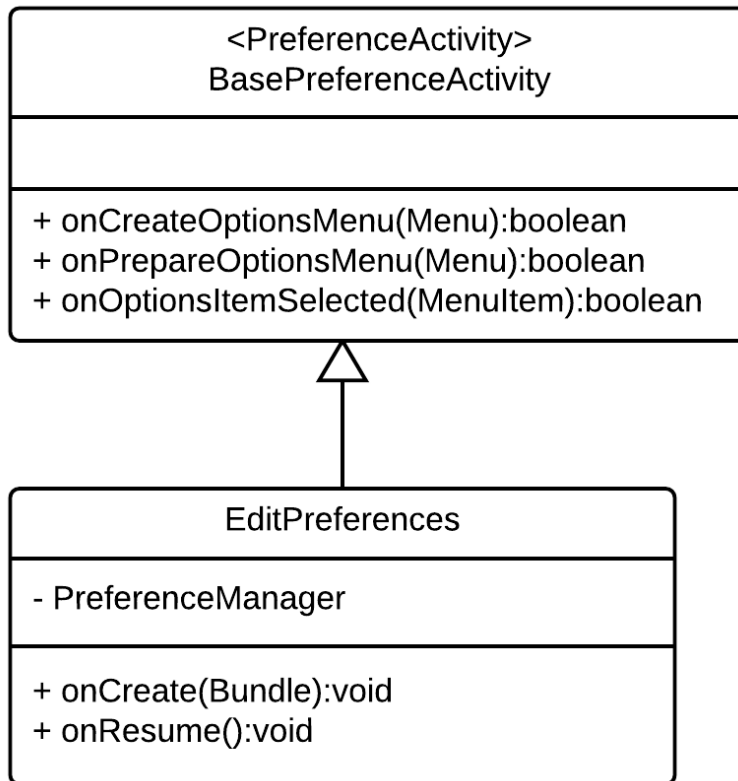 <PreferenceActivity>
BasePreferenceActivity
+ onCreateOptionsMenu(Menu):boolean
+ onPrepareOptionsMenu(Menu):boolean
+ onOptionsItemSelected(MenuItem):boolean
EditPreferences
- PreferenceManager
+ onCreate(Bundle):void
+ onResume():void